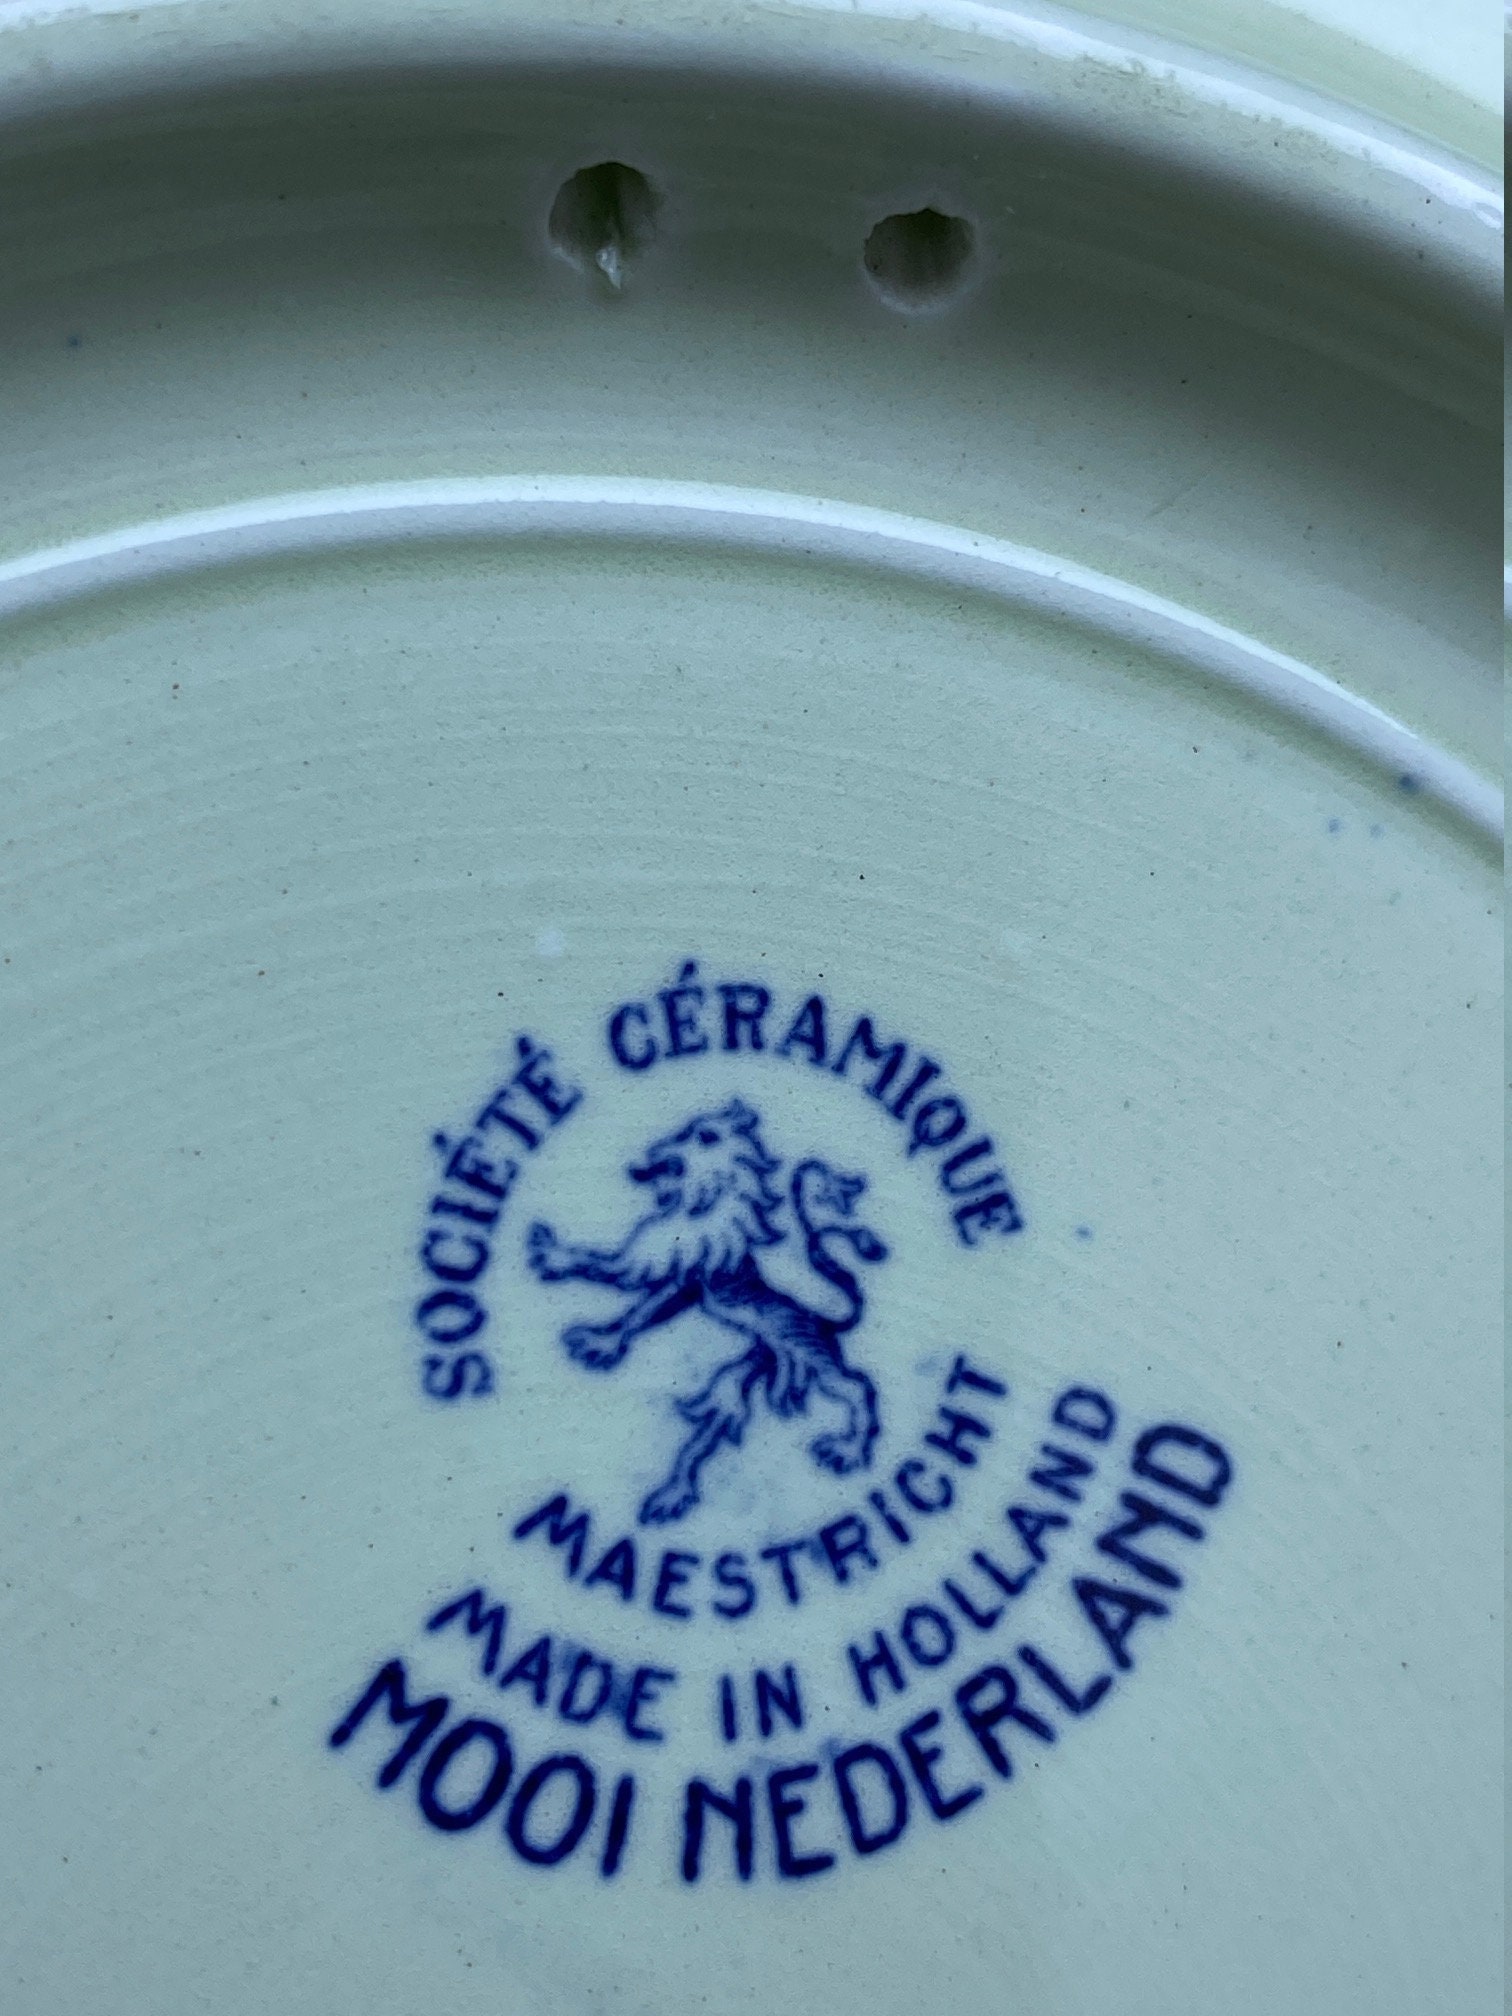 SOCIÉTÉ CÉRAMIQUE
MAESTRICHT
MADE IN HOLLAND
MOOI NEDERLAND